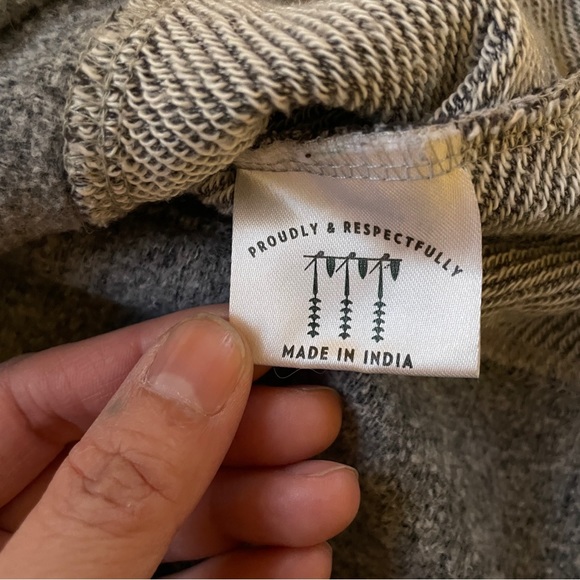 PROUDLY & RESPECTFULLY
MADE IN INDIA